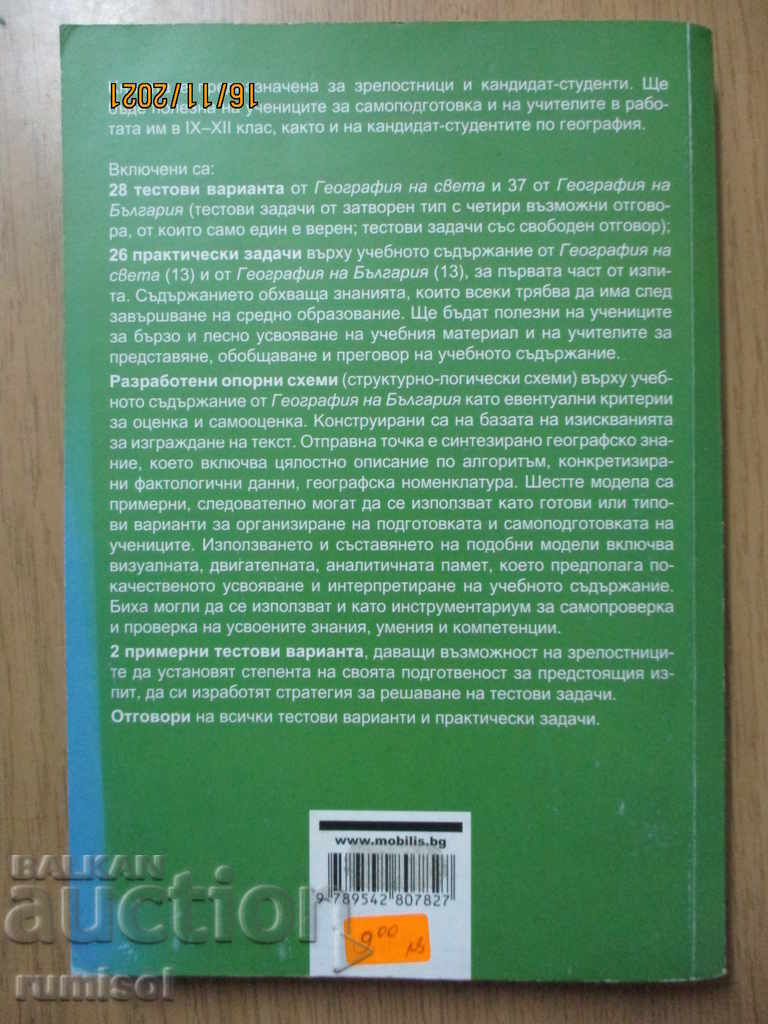 значена за зрелостници и кандидат-студенти. Ще
бъде полезна на учениците за самоподготовка и на учителите в рабо-
тата им в IX–XII клас, както и на кандидат-студентите по география.
16/11/2021
Включени са:
28 тестови варианта от География на света и 37 от География на
България (тестови задачи от затворен тип с четири възможни отгово-
ра, от които само един е верен; тестови задачи със свободен отговор);
26 практически задачи върху учебното съдържание от География на
света (13) и от География на България (13), за първата част от изпи-
та. Съдържанието обхваща знанията, които всеки трябва да има след
завършване на средно образование. Ще бъдат полезни на учениците
за бързо и лесно усвояване на учебния материал и на учителите за
представяне, обобщаване и преговор на учебното съдържание.
Разработени опорни схеми (структурно-логически схеми) върху учеб-
ното съдържание от География на България като евентуални критерии
за оценка и самооценка. Конструирани са на базата на изискванията
за изграждане на текст. Отправна точка е синтезирано географско зна-
ние, което включва цялостно описание по алгоритъм, конкретизира-
ни фактологични данни, географска номенклатура. Шестте модела са
примерни, следователно могат да се използват като готови или типо-
ви варианти за организиране на подготовката и самоподготовката на
учениците. Използването и съставянето на подобни модели включва
визуалната, двигателната, аналитичната памет, което предполага по-
качественото усвояване и интерпретиране на учебното съдържание.
Биха могли да се използват и като инструментариум за самопроверка
и проверка на усвоените знания, умения и компетенции.
2 примерни тестови варианта, даващи възможност на зрелостници-
те да установят степента на своята подготвеност за предстоящия из-
пит, да си изработят стратегия за решаване на тестови задачи.
Отговори на всички тестови варианти и практически задачи.
www.mobilis.bg
9 789542 807827
9 00 лв
BALKAN
auction
rumisol